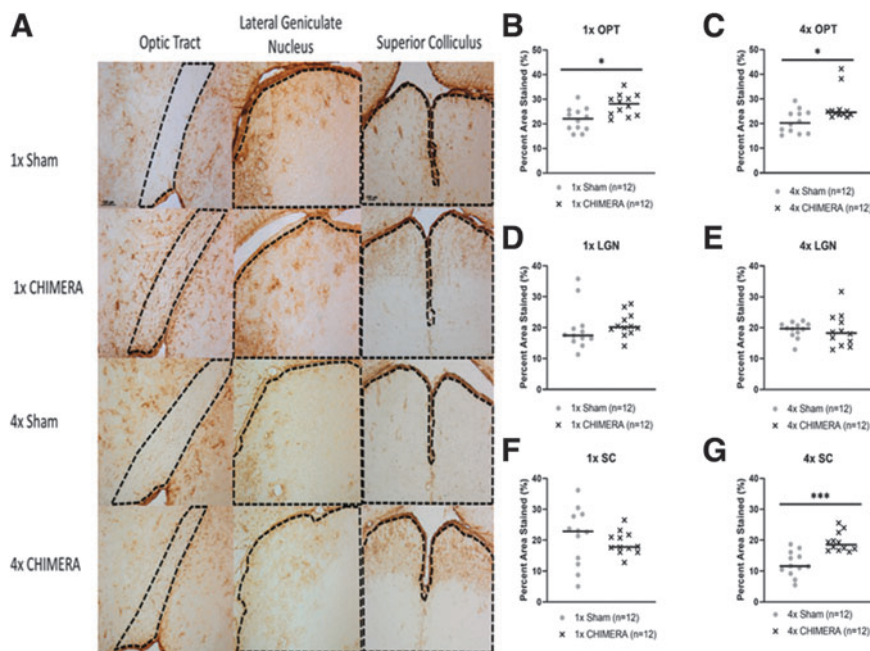 A
Optic Tract
Lateral Geniculate
Nucleus
Superior Colliculus
1x Sham
1x CHIMERA
4x Sham
4x CHIMERA
B
1x OPT
Percent Area Stained (%)
50
40
30
20
10
0
*
1x Sham (n=12)
× 1x CHIMERA (n=12)
C
4x OPT
Percent Area Stained (%)
50
40
30
20
10
0
*
4x Sham (n=12)
× 4x CHIMERA (n=12)
D
1x LGN
Percent Area Stained (%)
40
30
20
10
0
1x Sham (n=12)
× 1x CHIMERA (n=12)
E
4x LGN
Percent Area Stained (%)
40
30
20
10
0
4x Sham (n=12)
× 4x CHIMERA (n=12)
F
1x SC
Percent Area Stained (%)
40
30
20
10
0
1x Sham (n=12)
× 1x CHIMERA (n=12)
G
4x SC
Percent Area Stained (%)
40
30
20
10
0
***
4x Sham (n=12)
× 4x CHIMERA (n=12)